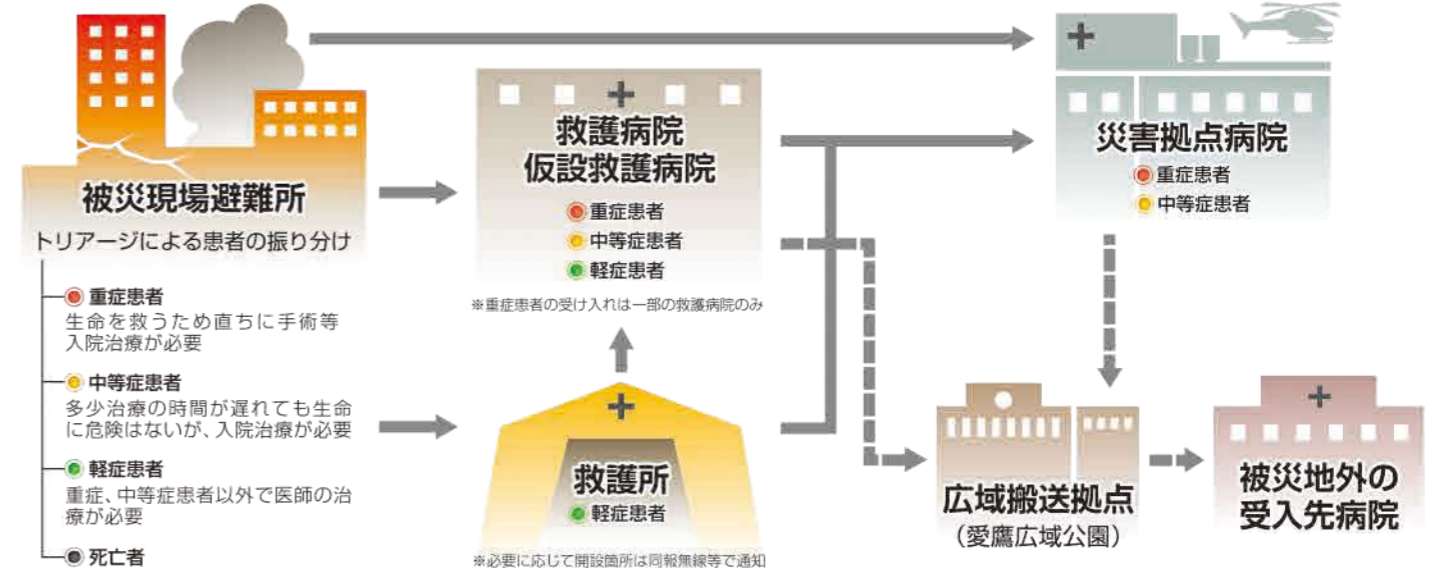 被災現場避難所
トリアージによる患者の振り分け
重症患者
生命を救うため直ちに手術等
入院治療が必要
中等症患者
多少治療の時間が遅れても生命
に危険はないが、入院治療が必要
軽症患者
重症、中等症患者以外で医師の治
療が必要
死亡者
救護病院
仮設救護病院
重症患者
中等症患者
軽症患者
※重症患者の受け入れは一部の救護病院のみ
救護所
軽症患者
※必要に応じて開設箇所は同報無線等で通知
災害拠点病院
重症患者
中等症患者
広域搬送拠点
（愛鷹広域公園）
被災地外の
受入先病院